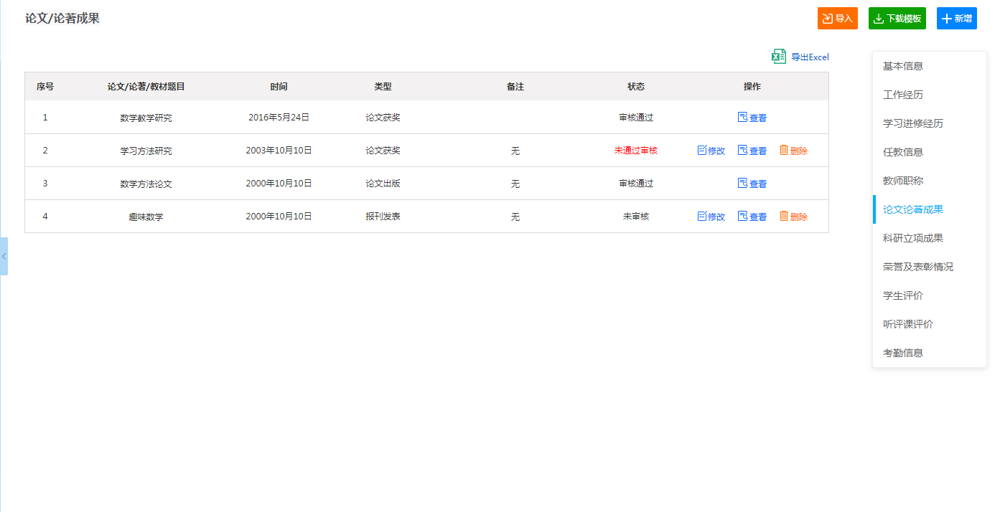 论文/论著成果
导入 下载模板 新增
导出Excel
序号 论文/论著/教材题目 时间 类型 备注 状态 操作
1 数学教学研究 2016年5月24日 论文获奖 审核通过 查看
2 学习方法研究 2003年10月10日 论文获奖 无 未通过审核 修改 查看 删除
3 数学方法论文 2000年10月10日 论文出版 无 审核通过 查看
4 趣味数学 2000年10月10日 报刊发表 无 未审核 修改 查看 删除
基本信息
工作经历
学习进修经历
任教信息
教师职称
论文论著成果
科研立项成果
荣誉及表彰情况
学生评价
听评课评价
考勤信息